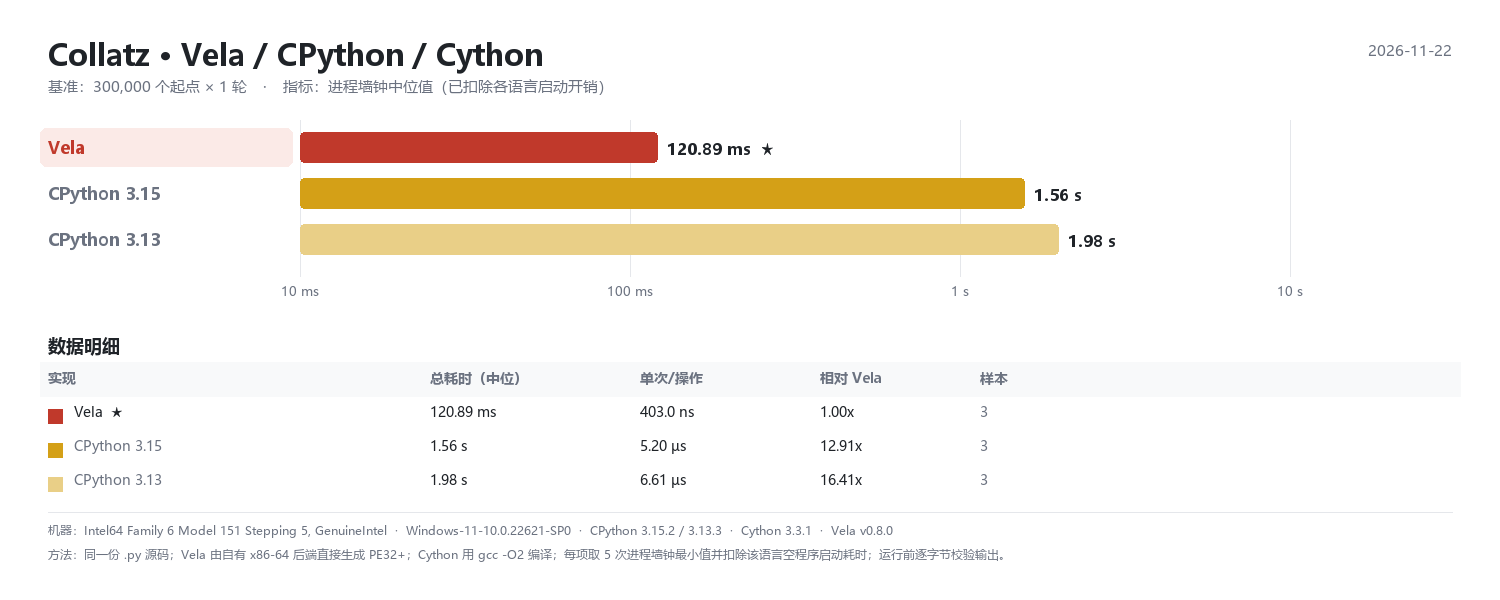 Collatz • Vela / CPython / Cython
2026-11-22
基准：300,000 个起点 × 1 轮 · 指标：进程墙钟中位值（已扣除各语言启动开销）
Vela
120.89 ms ★
CPython 3.15
1.56 s
CPython 3.13
1.98 s
10 ms 100 ms 1 s 10 s
数据明细
实现 总耗时（中位） 单次/操作 相对 Vela 样本
Vela ★ 120.89 ms 403.0 ns 1.00x 3
CPython 3.15 1.56 s 5.20 µs 12.91x 3
CPython 3.13 1.98 s 6.61 µs 16.41x 3
机器：Intel64 Family 6 Model 151 Stepping 5, GenuineIntel · Windows-11-10.0.22621-SP0 · CPython 3.15.2 / 3.13.3 · Cython 3.3.1 · Vela v0.8.0
方法：同一份 .py 源码；Vela 由自有 x86-64 后端直接生成 PE32+；Cython 用 gcc -O2 编译；每项取 5 次进程墙钟最小值并扣除该语言空程序启动耗时；运行前逐字节校验输出。